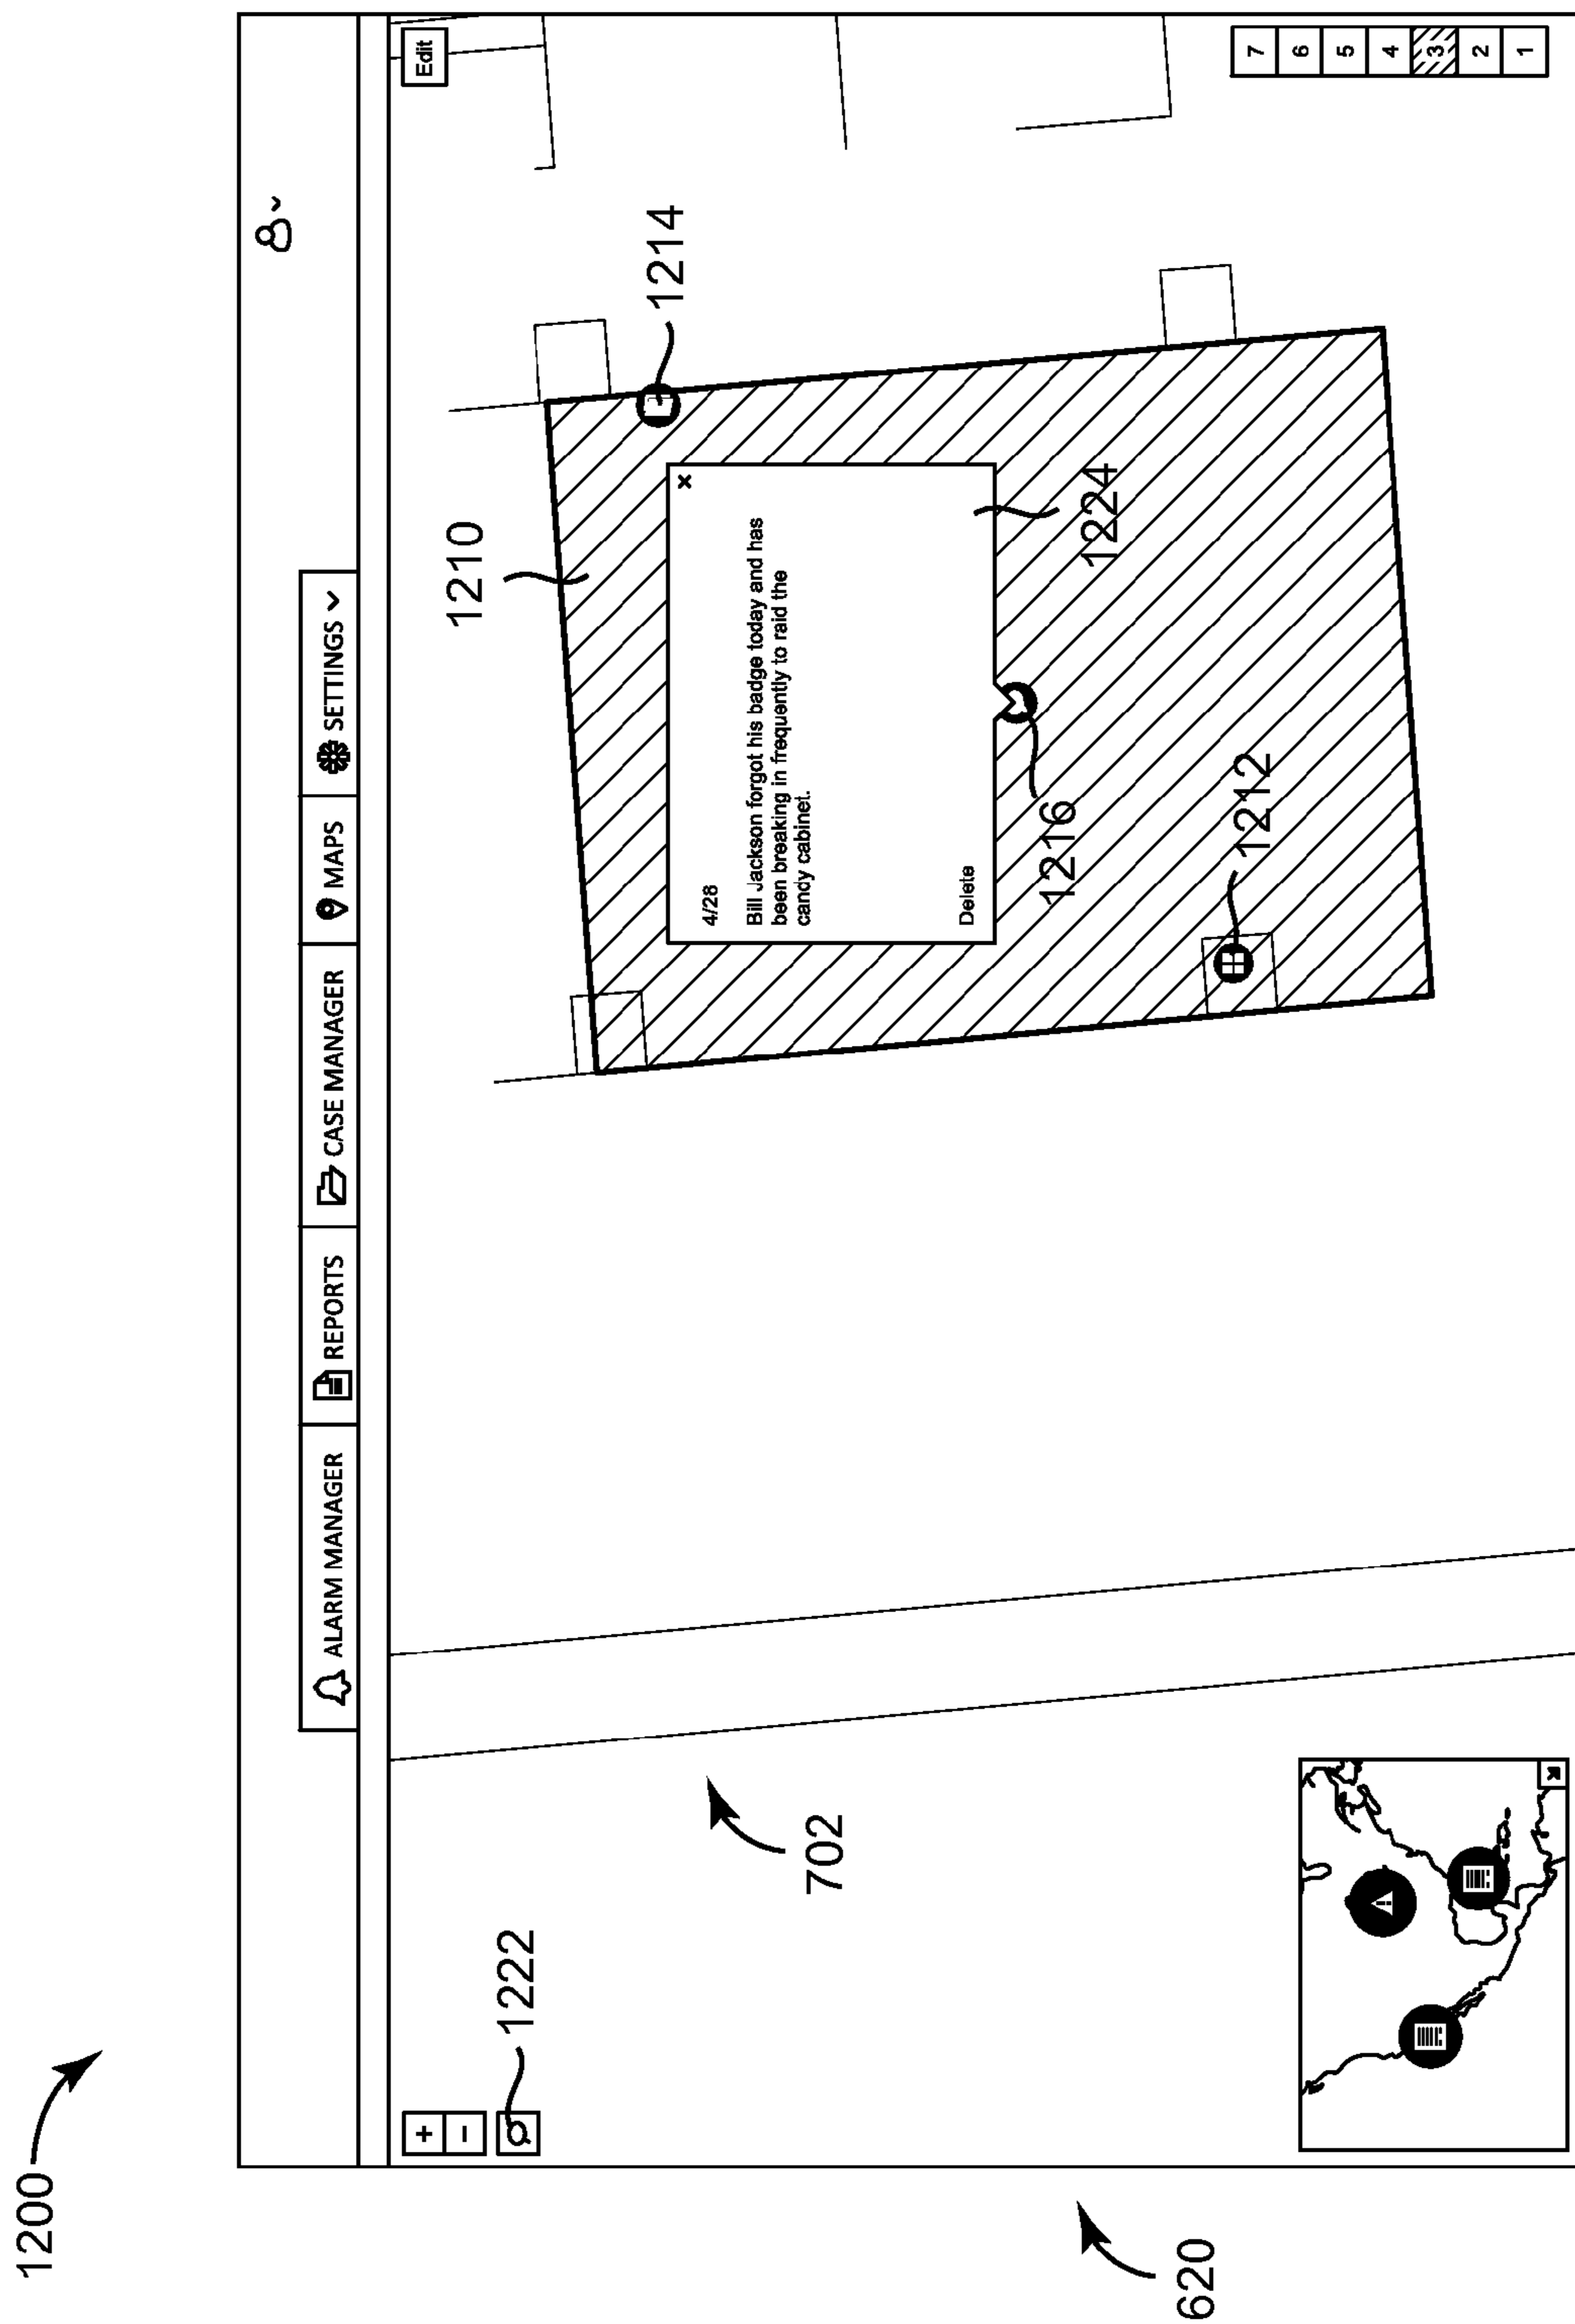 1200
ALARM MANAGER
REPORTS
CASE MANAGER
MAPS
SETTINGS
+
-
1222
Edit
1210
1214
702
4/28
×
Bill Jackson forgot his badge today and has
been breaking in frequently to raid the
candy cabinet.
Delete
1216
1224
1212
620
7
6
5
4
3
2
1